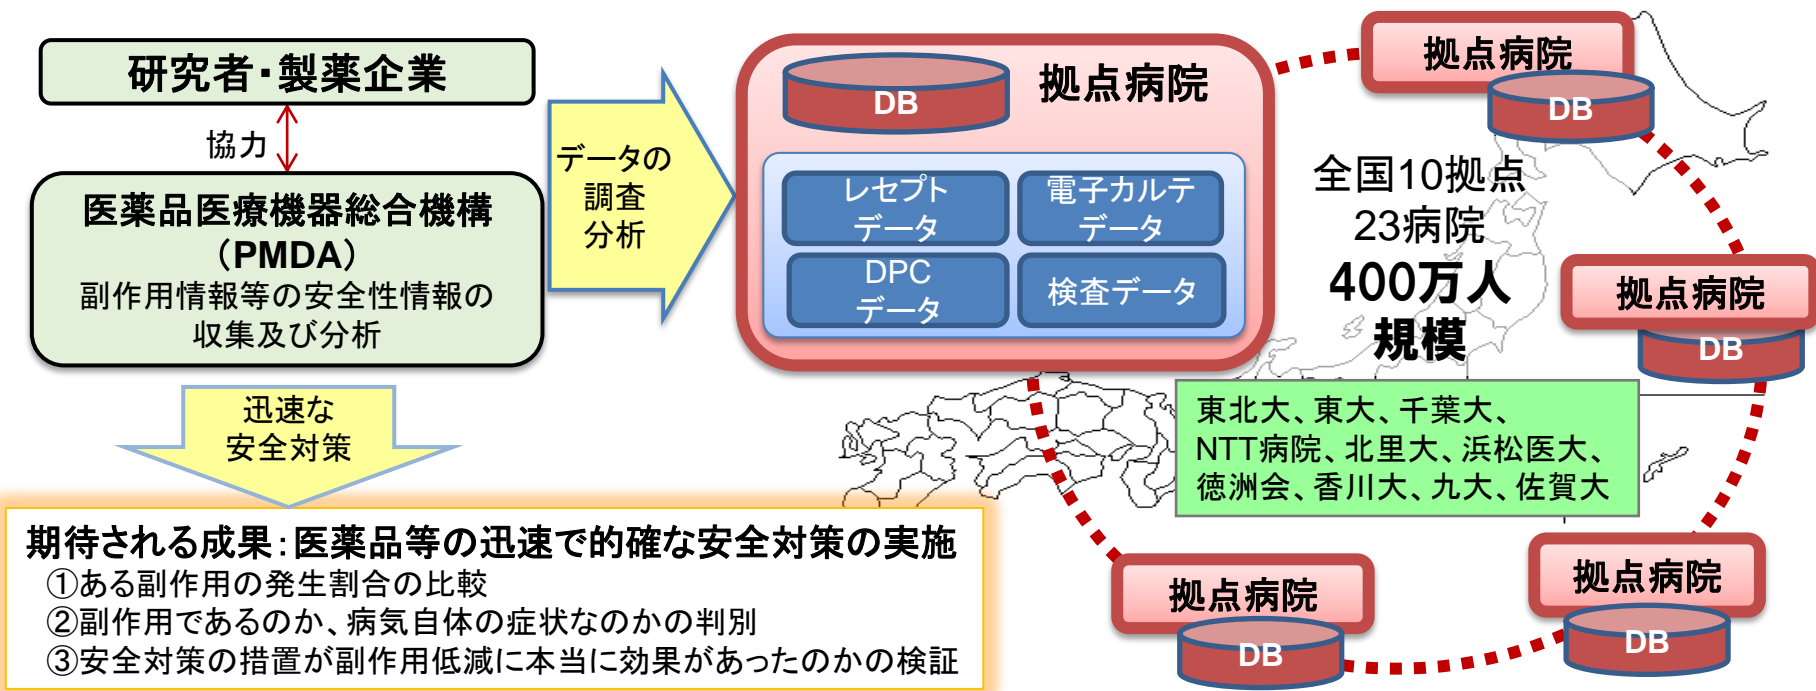 研究者・製薬企業
協力
医薬品医療機器総合機構
（PMDA）
副作用情報等の安全性情報の
収集及び分析
データの
調査
分析
迅速な
安全対策
期待される成果：医薬品等の迅速で的確な安全対策の実施
①ある副作用の発生割合の比較
②副作用であるのか、病気自体の症状なのかの判別
③安全対策の措置が副作用低減に本当に効果があったのかの検証
DB
拠点病院
レセプト
データ
電子カルテ
データ
DPC
データ
検査データ
拠点病院
DB
全国10拠点
23病院
400万人
規模
拠点病院
DB
東北大、東大、千葉大、
NTT病院、北里大、浜松医大、
徳洲会、香川大、九大、佐賀大
拠点病院
DB
拠点病院
DB